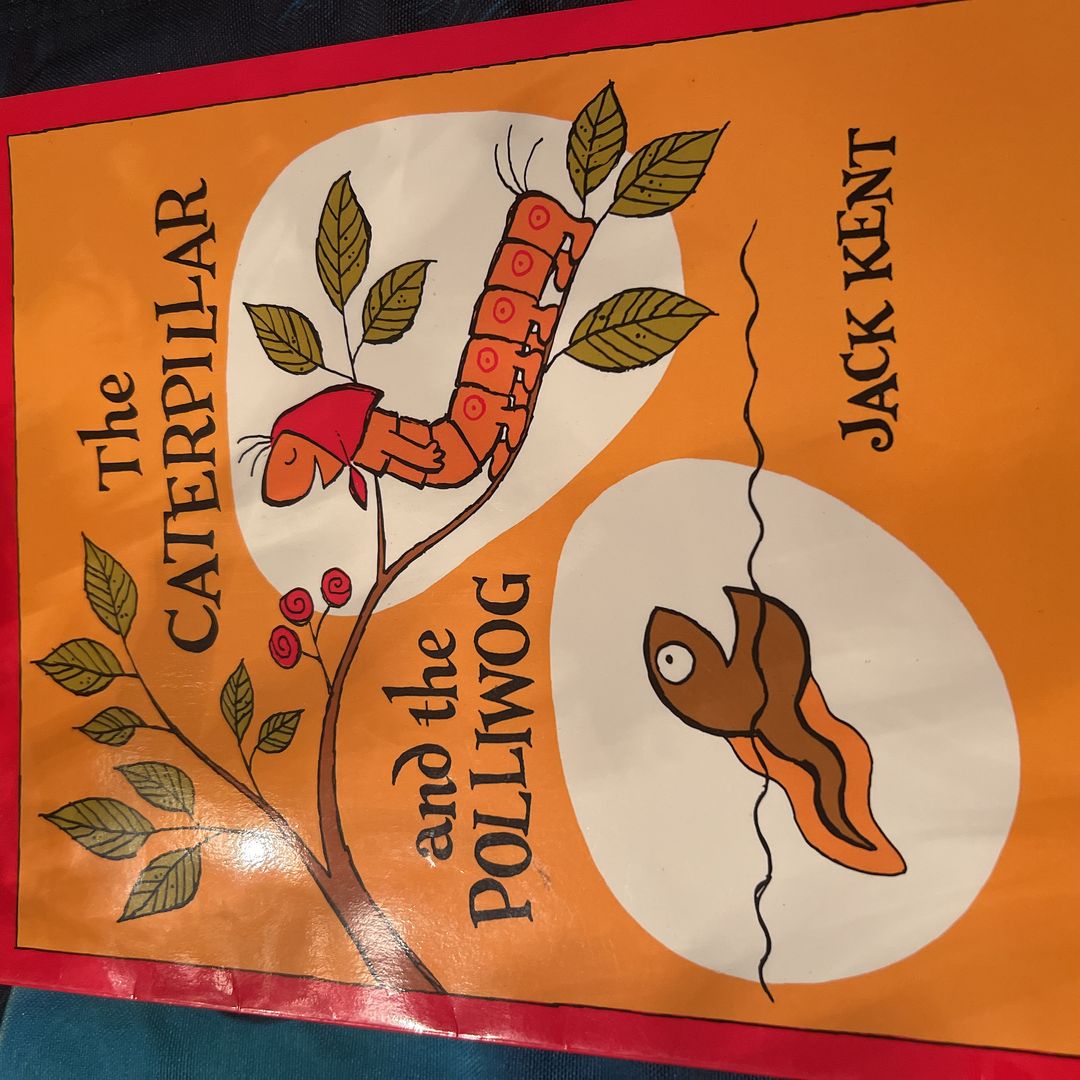 The
CATERPILLAR
and the
POLLIWOG
JACK KENT